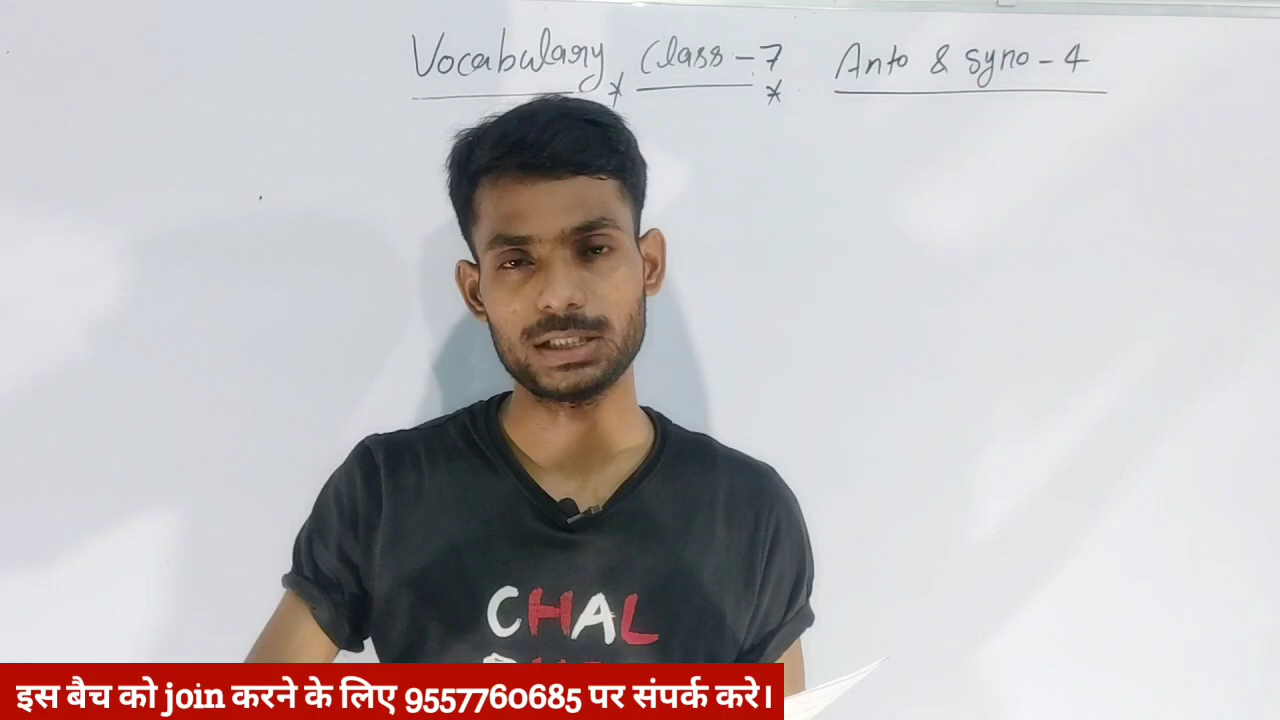 Vocabulary * Class - 7 * Anto & Syno - 4
CHAL
इस बैच को join करने के लिए 9557760685 पर संपर्क करे।